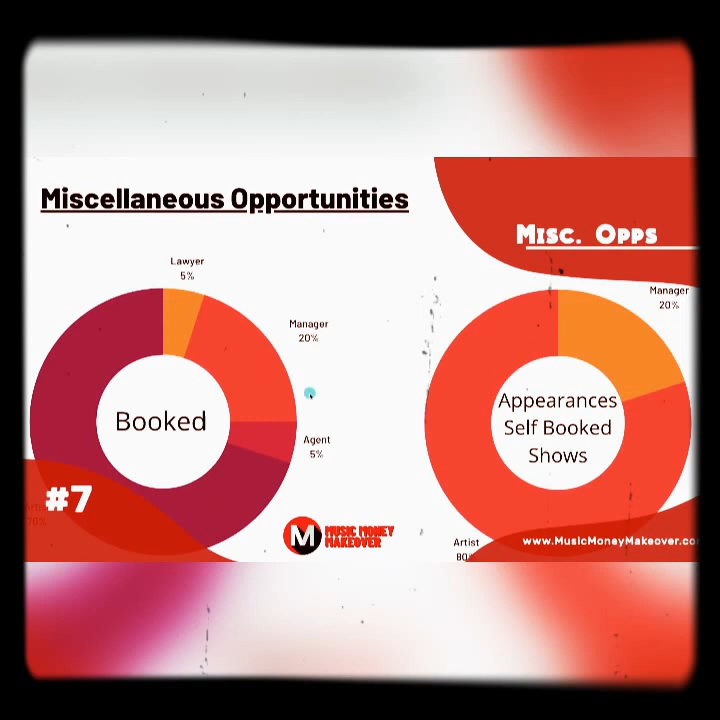 Miscellaneous Opportunities
Misc. Opps
Lawyer
5%
Manager
20%
Agent
5%
Booked
#7
Manager
20%
Appearances
Self Booked
Shows
Artist
MUSIC MONEY
MAKEOVER
www.MusicMoneyMakeover.co